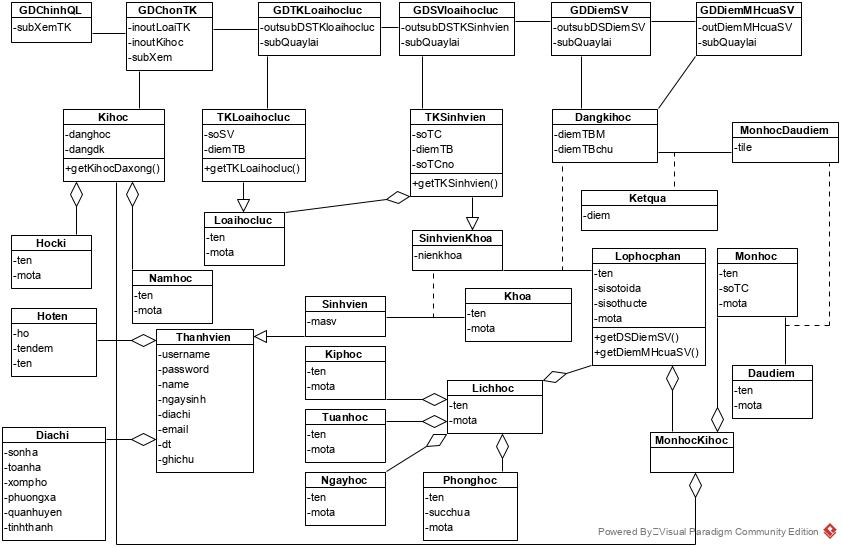 GDChinhQL
-subXemTK
GDChonTK
-inoutLoaiTK
-inoutKihoc
-subXem
GDTKLoaihocluc
-outsubDSTKloaihocluc
-subQuaylai
GDSVloaihocluc
-outsubDSTKSinhvien
-subQuaylai
GDDiemSV
-outsubDSDiemSV
-subQuaylai
GDDiemMHcuaSV
-outDiemMHcuaSV
-subQuaylai
Kihoc
-danghoc
-dangdk
+getKihocDaxong()
TKLoaihocluc
-soSV
-diemTB
+getTKLoaihocluc()
TKSinhvien
-soTC
-diemTB
-soTCno
+getTKSinhvien()
Dangkihoc
-diemTBM
-diemTBchu
MonhocDaudiem
-tile
Ketqua
-diem
Loaihocluc
-ten
-mota
SinhvienKhoa
-nienkhoa
Hocki
-ten
-mota
Namhoc
-ten
-mota
Lophocphan
-ten
-sisotoida
-sisothucte
-mota
+getDSDiemSV()
+getDiemMHcuaSV()
Monhoc
-ten
-soTC
-mota
Hoten
-ho
-tendem
-ten
Thanhvien
-username
-password
-name
-ngaysinh
-diachi
-email
-dt
-ghichu
Sinhvien
-masv
Khoa
-ten
-mota
Kiphoc
-ten
-mota
Tuanhoc
-ten
-mota
Ngayhoc
-ten
-mota
Lichhoc
-ten
-mota
Phonghoc
-ten
-succhua
-mota
Daudiem
-ten
-mota
MonhocKihoc
Diachi
-sonha
-toanha
-xompho
-phuongxa
-quanhuyen
-tinhthanh
Powered By Visual Paradigm Community Edition